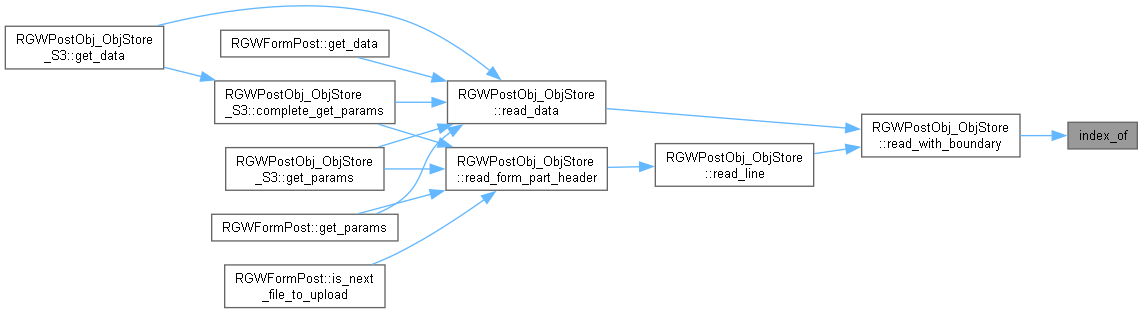 RGWPostObj_ObjStore
_S3::get_data
RGWFormPost::get_data
RGWPostObj_ObjStore
_S3::complete_get_params
RGWPostObj_ObjStore
_S3::get_params
RGWFormPost::get_params
RGWFormPost::is_next
_file_to_upload
RGWPostObj_ObjStore
::read_data
RGWPostObj_ObjStore
::read_form_part_header
RGWPostObj_ObjStore
::read_line
RGWPostObj_ObjStore
::read_with_boundary
index_of